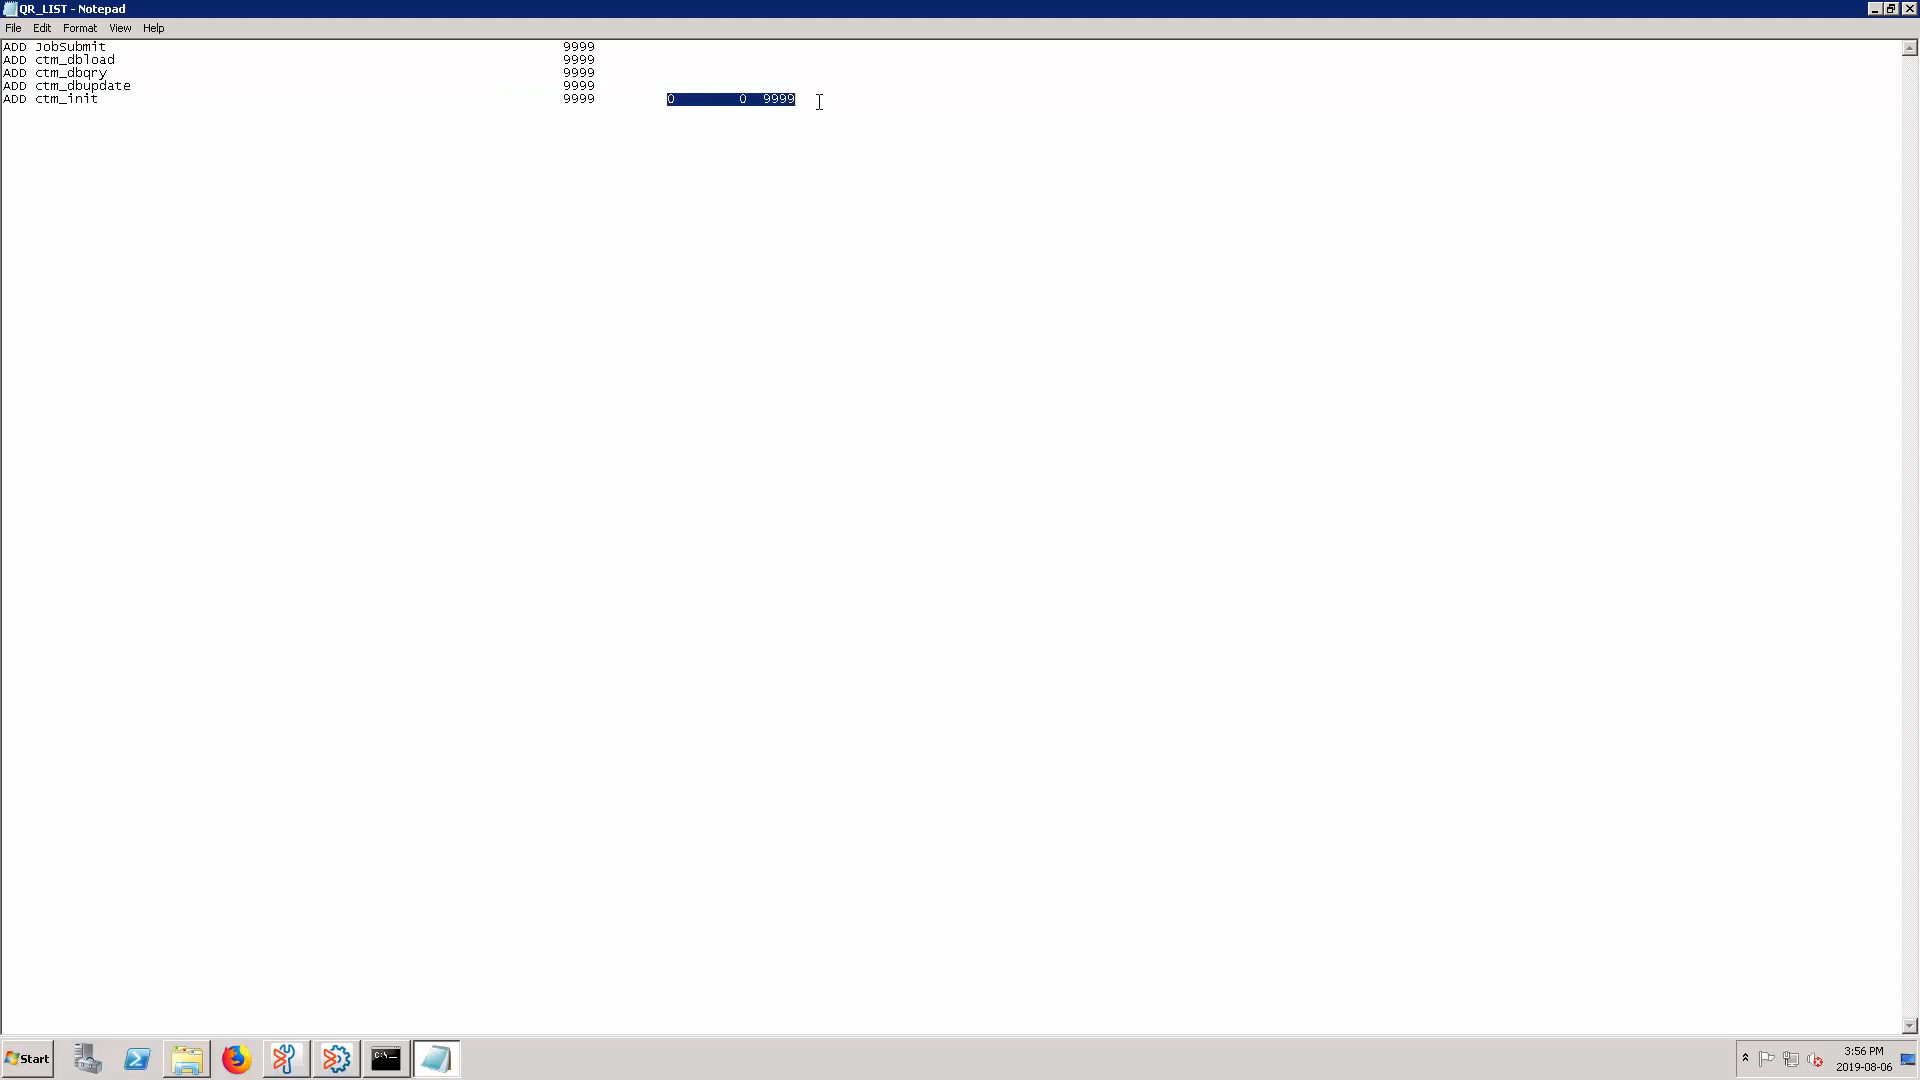 QR_LIST - Notepad
File Edit Format View Help
ADD JobSubmit 9999
ADD ctm_dbload 9999
ADD ctm_dbqry 9999
ADD ctm_dbupdate 9999
ADD ctm_init 9999 0 0 9999
Start
C:\_
3:56 PM
2019-08-06